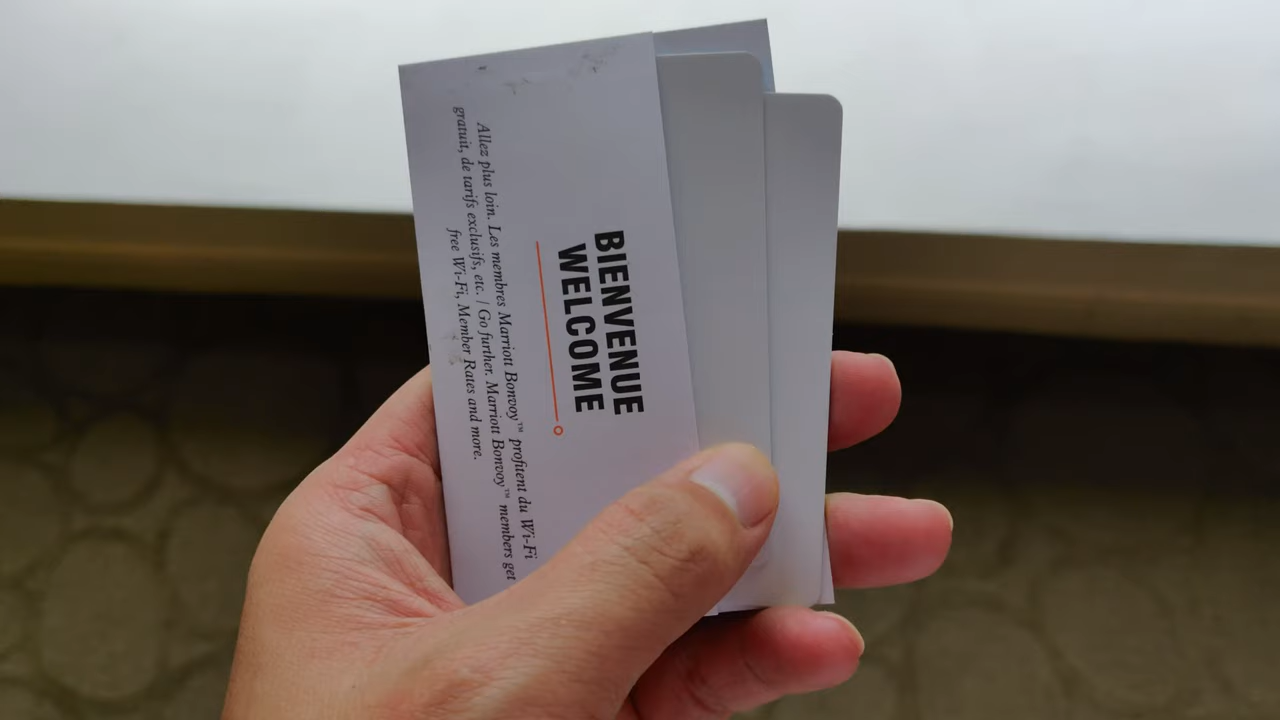 BIENVENUE
WELCOME
Allez plus loin. Les membres Marriott Bonvoy™ profitent du Wi-Fi
gratuit, de tarifs exclusifs, etc. / Go further. Marriott Bonvoy™ members get
free Wi-Fi, Member Rates and more.